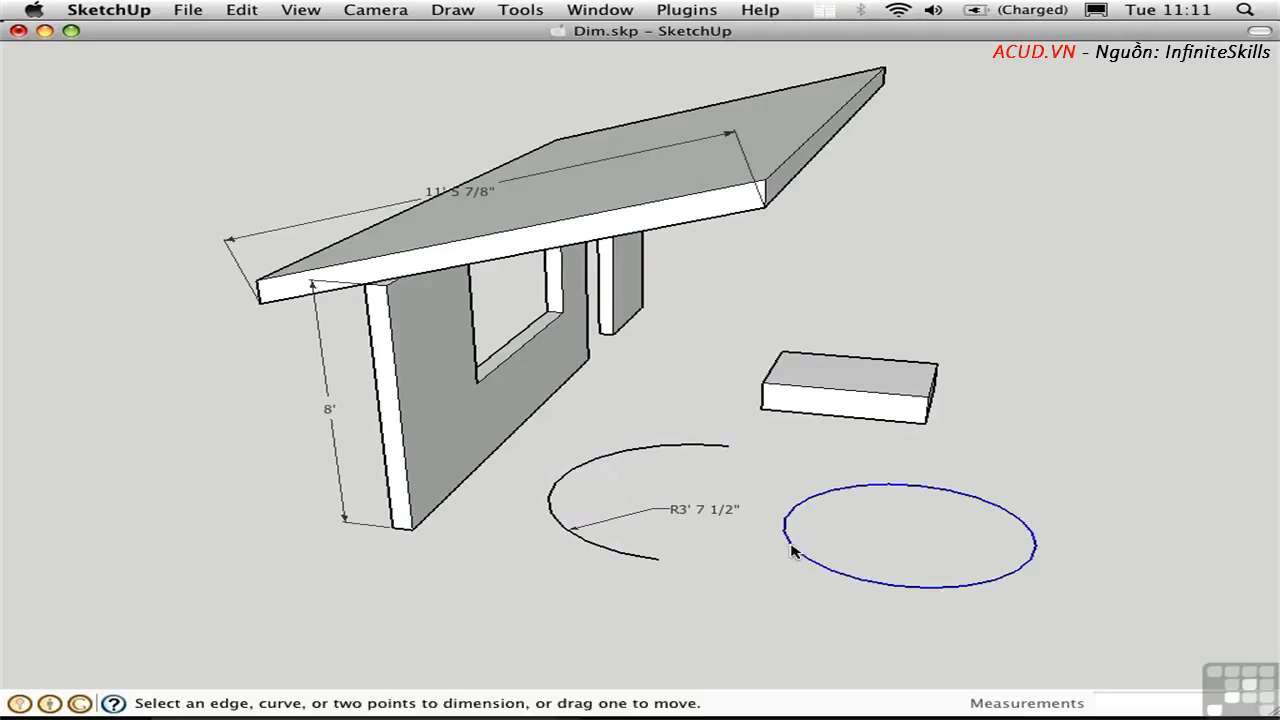 SketchUp File Edit View Camera Draw Tools Window Plugins Help (Charged) Tue 11:11
Dim.skp – SketchUp
ACUD.VN - Nguồn: InfiniteSkills
11' 5 7/8"
8'
R3' 7 1/2"
Select an edge, curve, or two points to dimension, or drag one to move. Measurements